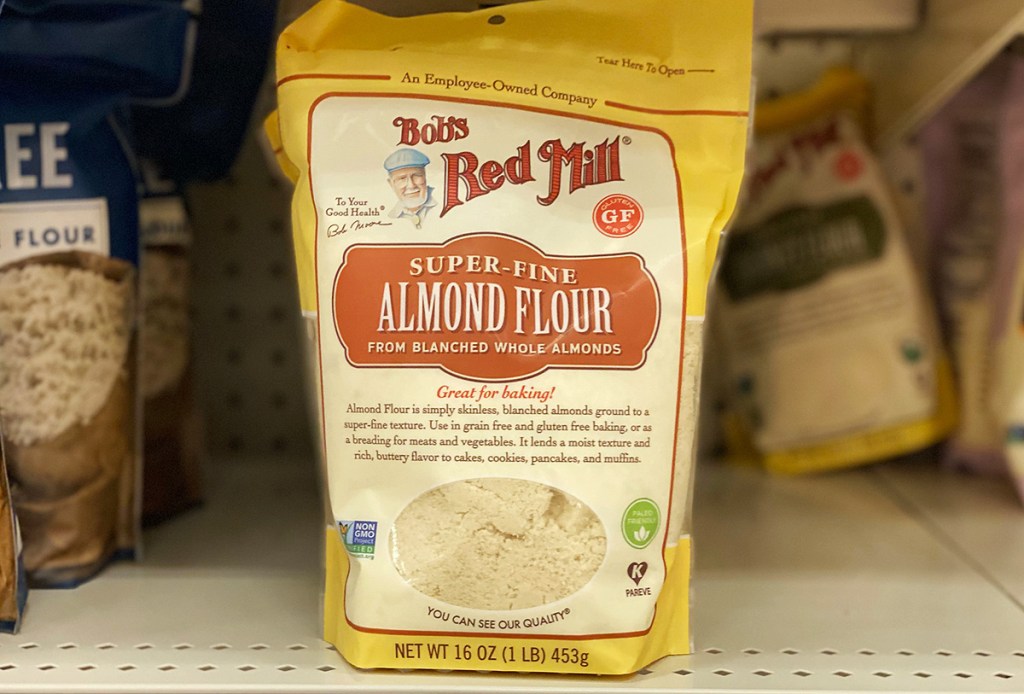 Tear Here To Open
An Employee-Owned Company
Bob's
Red Mill®
To Your
Good Health®
Bob Moore
GLUTEN
GF
FREE
SUPER-FINE
ALMOND FLOUR
FROM BLANCHED WHOLE ALMONDS
Great for baking!
Almond Flour is simply skinless, blanched almonds ground to a
super-fine texture. Use in grain free and gluten free baking, or as
a breading for meats and vegetables. It lends a moist texture and
rich, buttery flavor to cakes, cookies, pancakes, and muffins.
NON
GMO
Project
PALEO
FRIENDLY
K
PAREVE
YOU CAN SEE OUR QUALITY®
NET WT 16 OZ (1 LB) 453g
EE
FLOUR
Red Mill